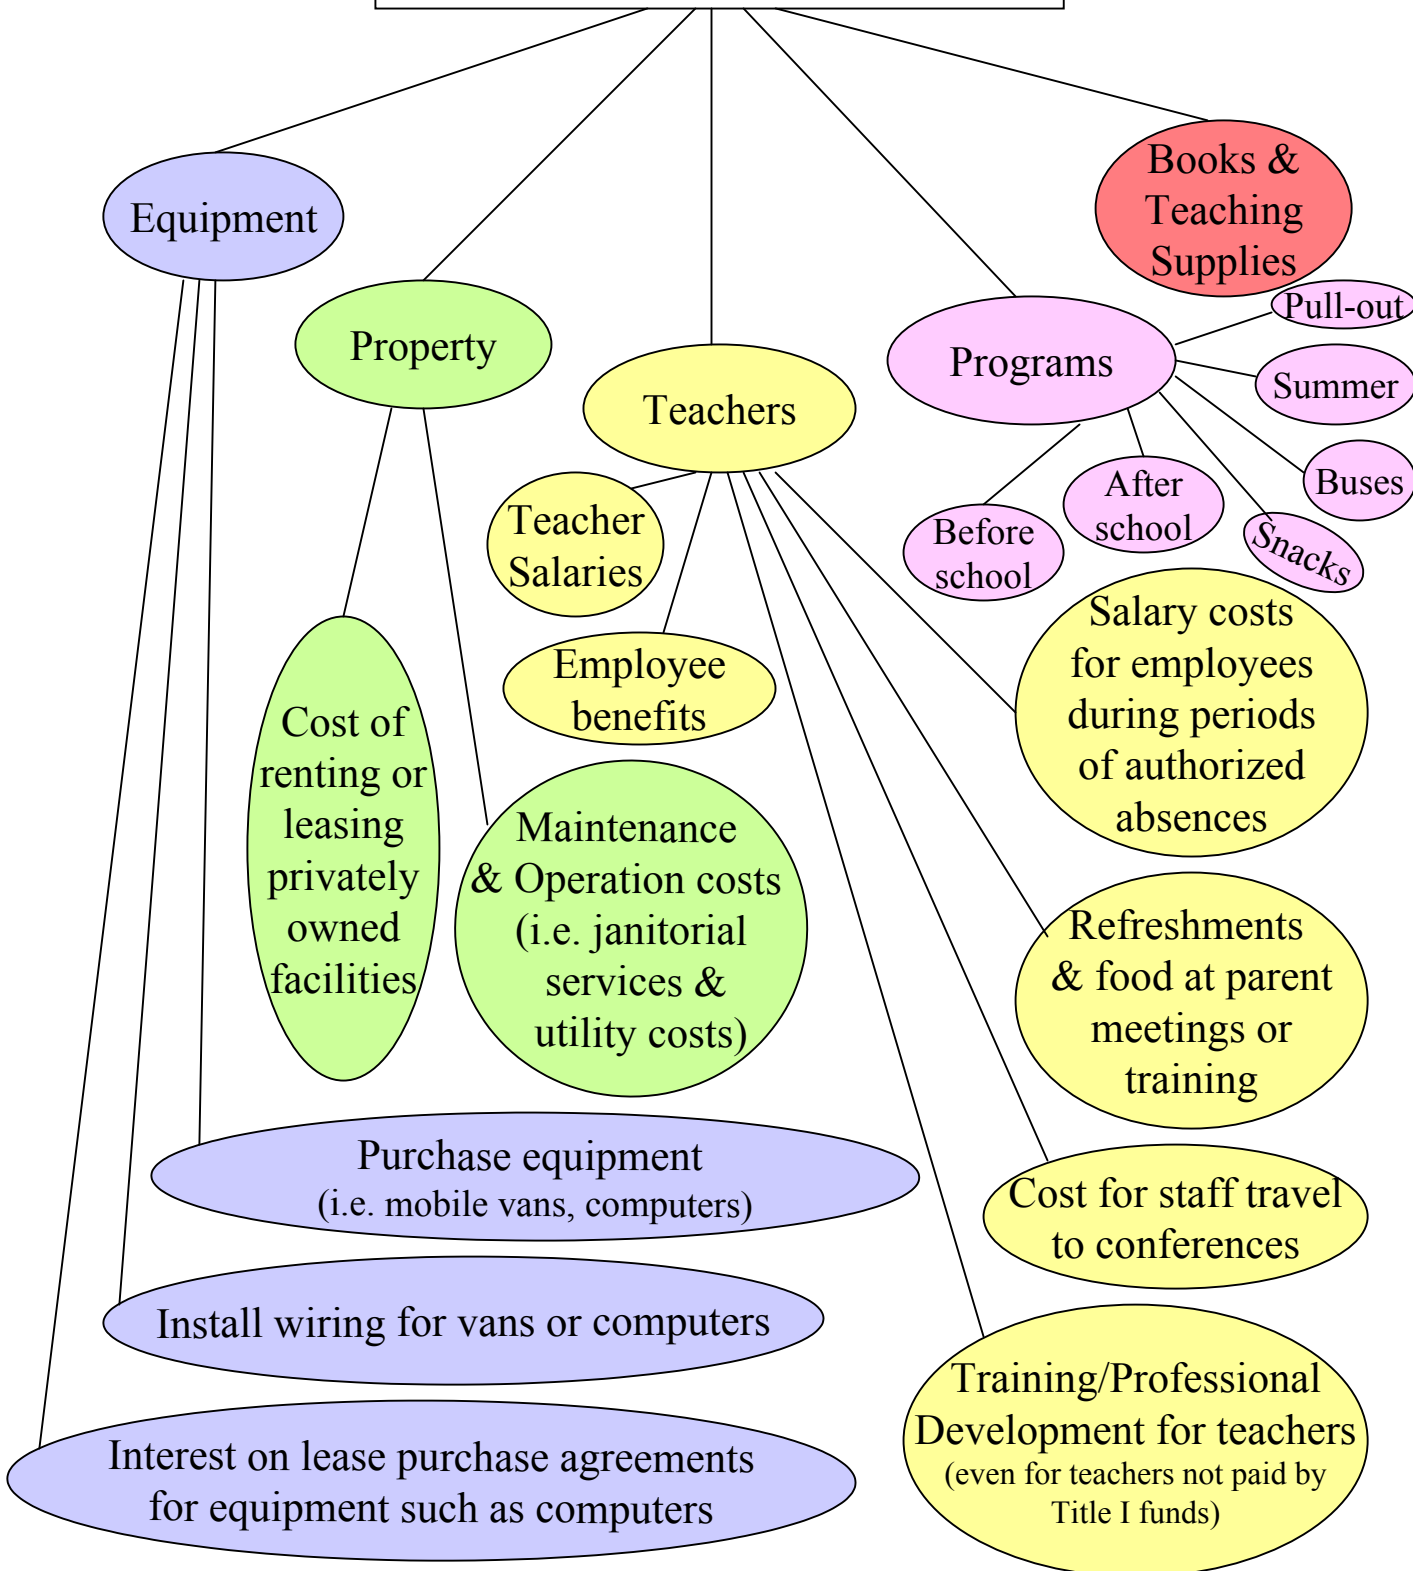 Equipment
Property
Teachers
Programs
Books &
Teaching
Supplies
Pull-out
Summer
Buses
Snacks
After
school
Before
school
Teacher
Salaries
Employee
benefits
Salary costs
for employees
during periods
of authorized
absences
Cost of
renting or
leasing
privately
owned
facilities
Maintenance
& Operation costs
(i.e. janitorial
services &
utility costs)
Refreshments
& food at parent
meetings or
training
Purchase equipment
(i.e. mobile vans, computers)
Cost for staff travel
to conferences
Install wiring for vans or computers
Training/Professional
Development for teachers
(even for teachers not paid by
Title I funds)
Interest on lease purchase agreements
for equipment such as computers